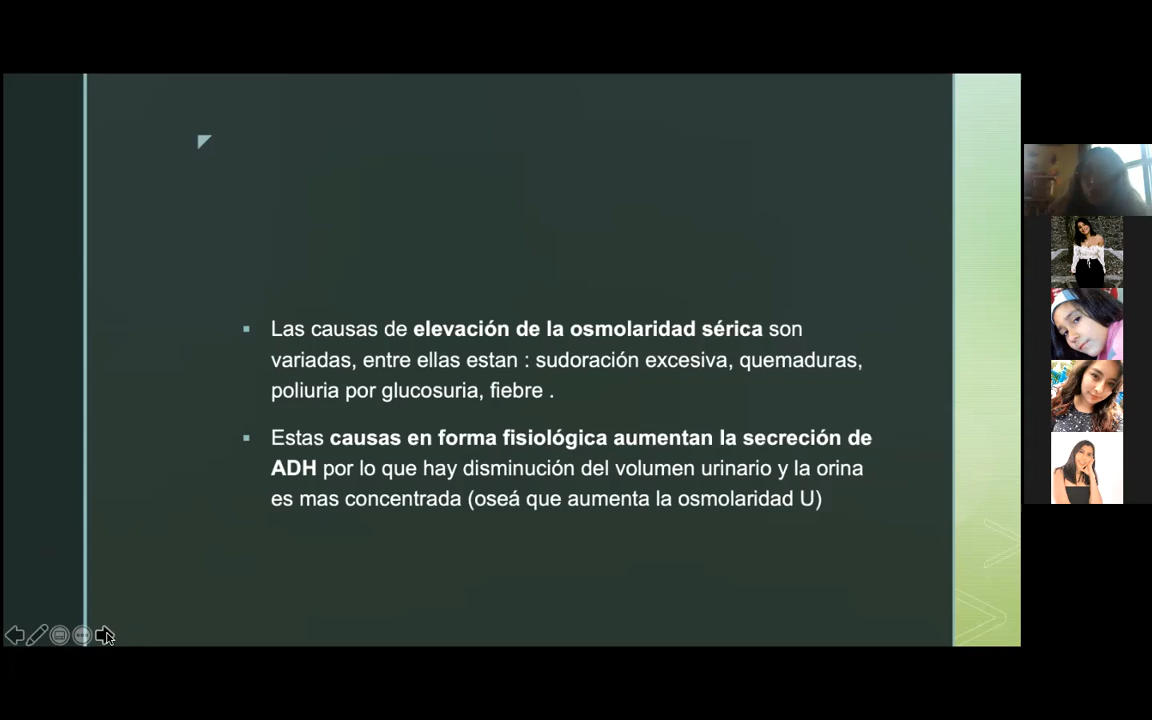 Las causas de elevación de la osmolaridad sérica son
variadas, entre ellas estan : sudoración excesiva, quemaduras,
poliuria por glucosuria, fiebre .
Estas causas en forma fisiológica aumentan la secreción de
ADH por lo que hay disminución del volumen urinario y la orina
es mas concentrada (oseá que aumenta la osmolaridad U)